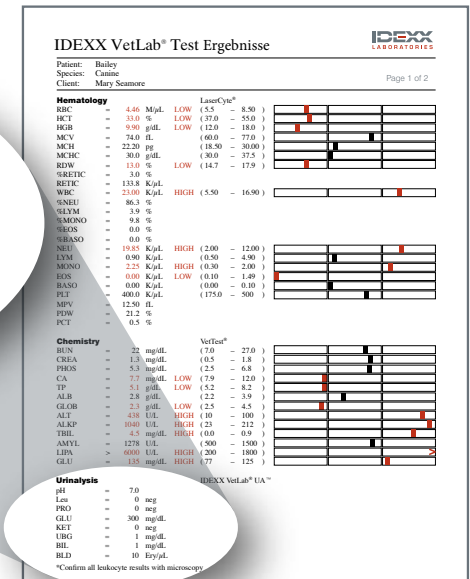 IDEXX VetLab® Test Ergebnisse
IDEXX
LABORATORIES
Patient: Bailey
Species: Canine
Client: Mary Seamore
Page 1 of 2
Hematology LaserCyte®
RBC = 4.46 M/µL LOW ( 5.5 – 8.50 )
HCT = 33.0 % LOW ( 37.0 – 55.0 )
HGB = 9.90 g/dL LOW ( 12.0 – 18.0 )
MCV = 74.0 fL ( 60.0 – 77.0 )
MCH = 22.20 pg ( 18.50 – 30.00 )
MCHC = 30.0 g/dL ( 30.0 – 37.5 )
RDW = 13.0 % LOW ( 14.7 – 17.9 )
%RETIC = 3.0 %
RETIC = 133.8 K/µL
WBC = 23.00 K/µL HIGH ( 5.50 – 16.90 )
%NEU = 86.3 %
%LYM = 3.9 %
%MONO = 9.8 %
%EOS = 0.0 %
%BASO = 0.0 %
NEU = 19.85 K/µL HIGH ( 2.00 – 12.00 )
LYM = 0.90 K/µL ( 0.50 – 4.90 )
MONO = 2.25 K/µL HIGH ( 0.30 – 2.00 )
EOS = 0.00 K/µL LOW ( 0.10 – 1.49 )
BASO = 0.00 K/µL ( 0.00 – 0.10 )
PLT = 400.0 K/µL ( 175.0 – 500 )
MPV = 12.50 fL
PDW = 21.2 %
PCT = 0.5 %
Chemistry VetTest®
BUN = 22 mg/dL ( 7.0 – 27.0 )
CREA = 1.3 mg/dL ( 0.5 – 1.8 )
PHOS = 5.3 mg/dL ( 2.5 – 6.8 )
CA = 7.7 mg/dL LOW ( 7.9 – 12.0 )
TP = 5.1 g/dL LOW ( 5.2 – 8.2 )
ALB = 2.8 g/dL ( 2.2 – 3.9 )
GLOB = 2.3 g/dL LOW ( 2.5 – 4.5 )
ALT = 438 U/L HIGH ( 10 – 100 )
ALKP = 1040 U/L HIGH ( 23 – 212 )
TBIL = 4.5 mg/dL HIGH ( 0.0 – 0.9 )
AMYL = 1278 U/L ( 500 – 1500 )
LIPA > 6000 U/L HIGH ( 200 – 1800 )
GLU = 135 mg/dL HIGH ( 77 – 125 )
Urinalysis IDEXX VetLab® UA™
pH = 7.0
Leu = 0 neg
PRO = 0 neg
GLU = 300 mg/dL
KET = 0 neg
UBG = 1 mg/dL
BIL = 1 mg/dL
BLD = 10 Ery/µL
*Confirm all leukocyte results with microscopy